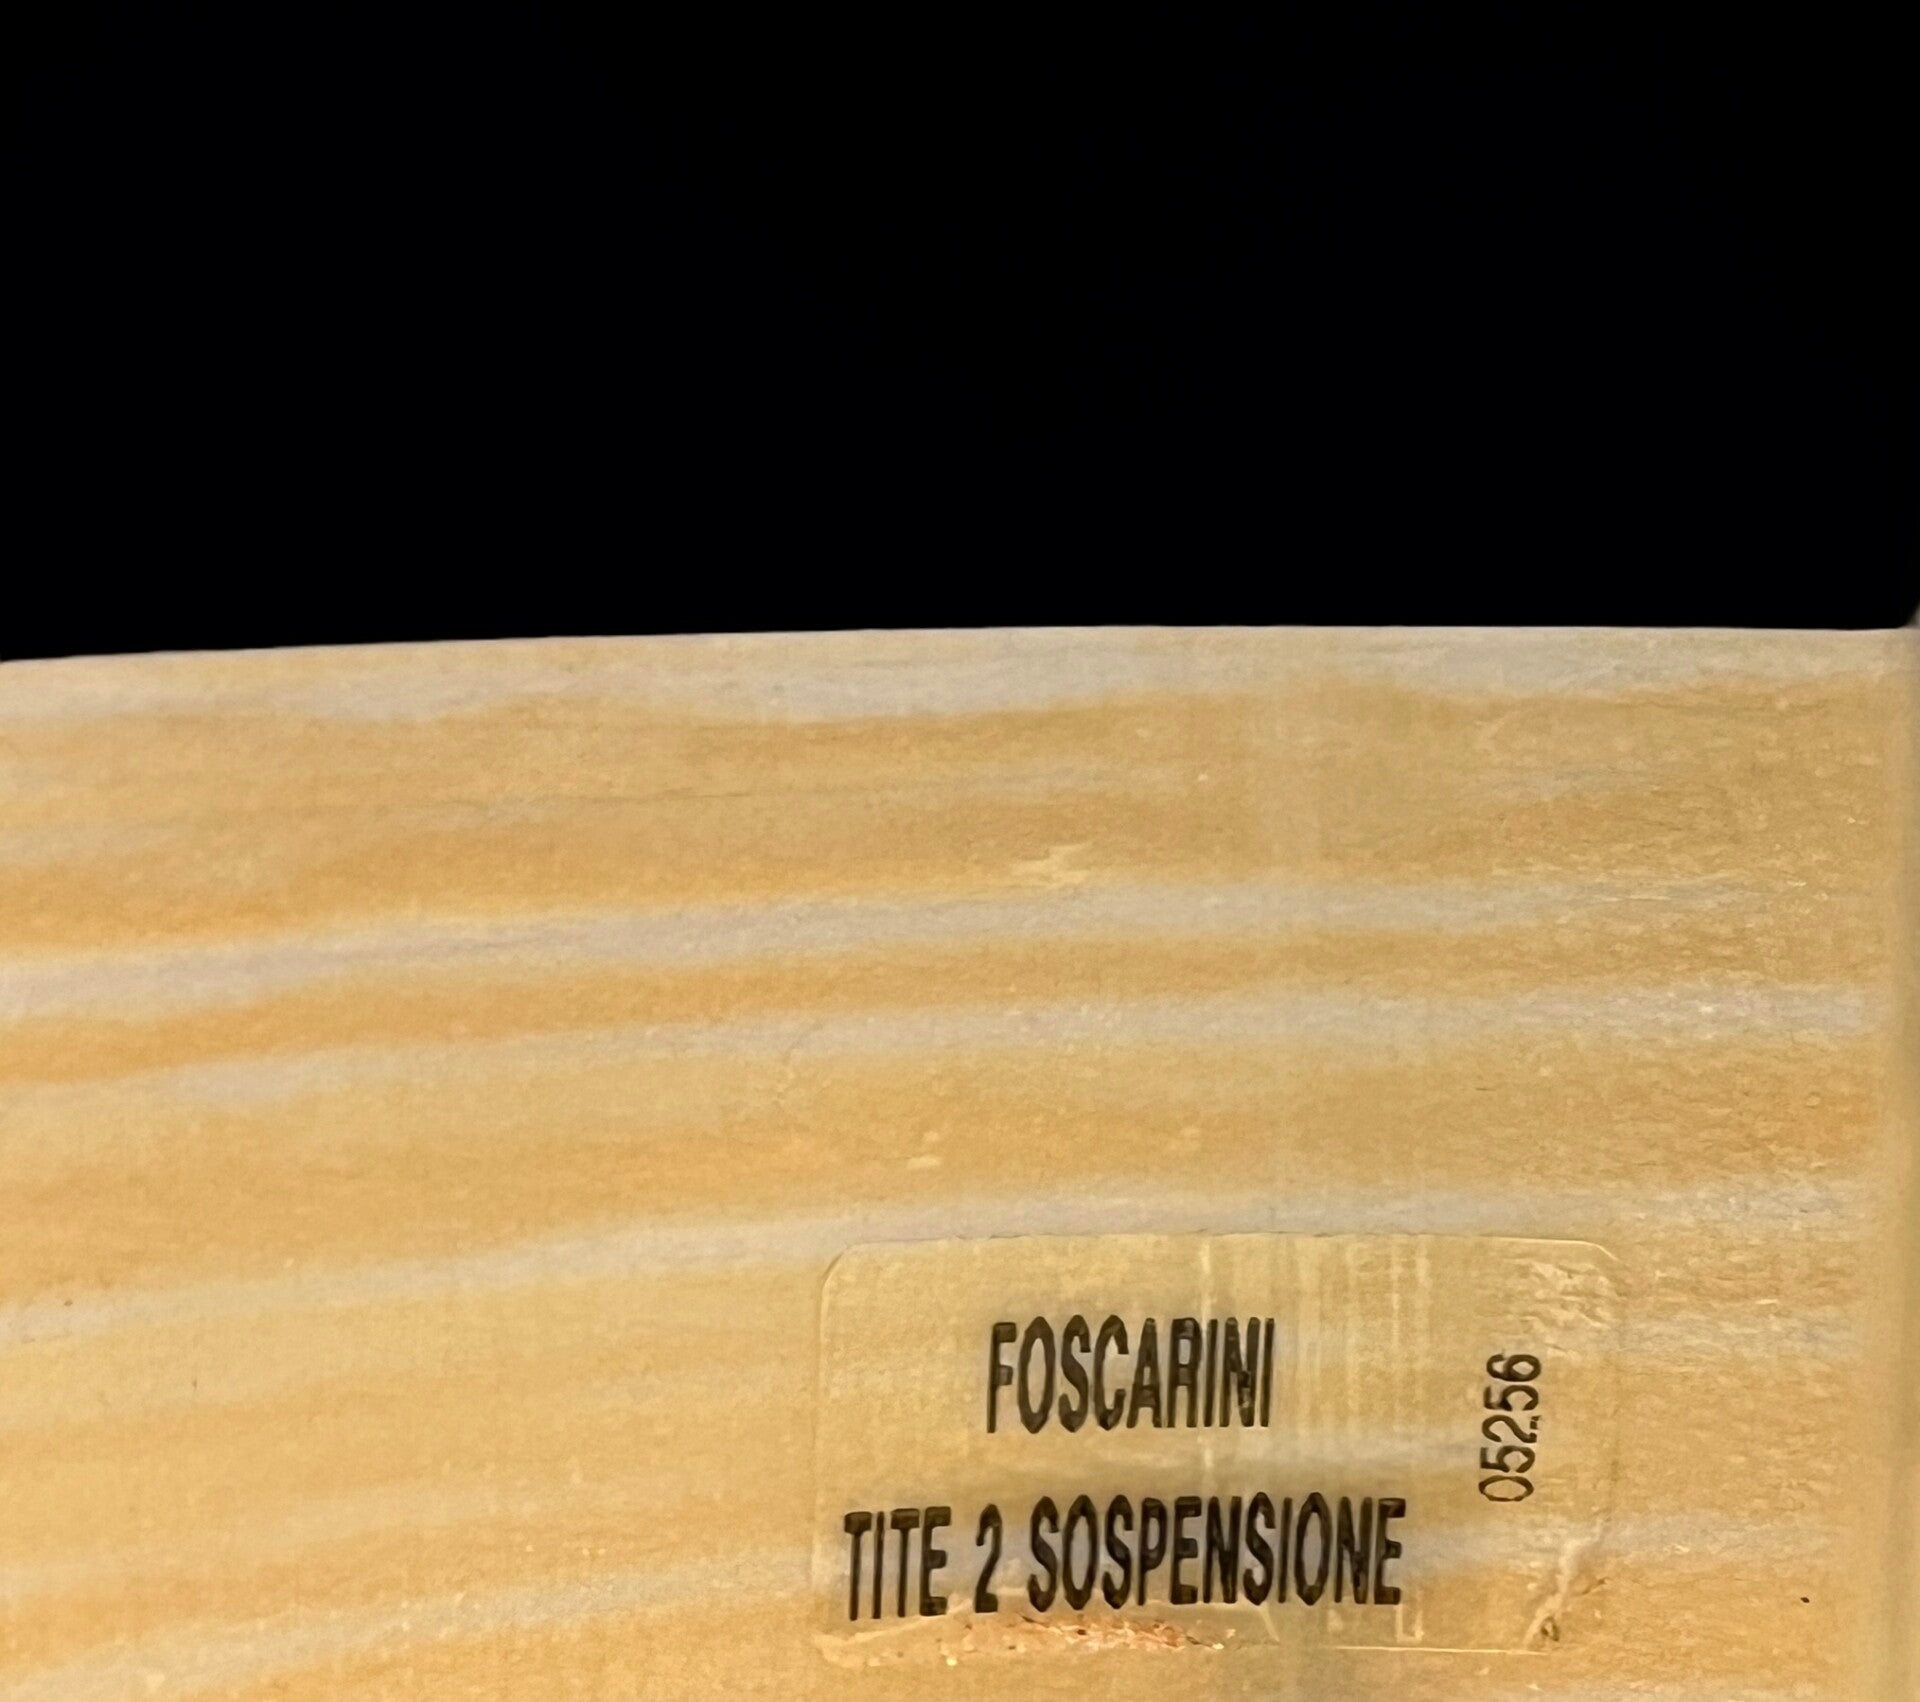 FOSCARINI
TITE 2 SOSPENSIONE
05256